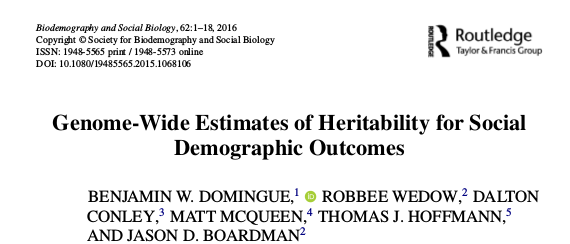 Biodemography and Social Biology, 62:1–18, 2016
Copyright © Society for Biodemography and Social Biology
ISSN: 1948-5565 print / 1948-5573 online
DOI: 10.1080/19485565.2015.1068106
ROUTLEDGE
Routledge
Taylor & Francis Group
Genome-Wide Estimates of Heritability for Social
Demographic Outcomes
BENJAMIN W. DOMINGUE,1 iD ROBBEE WEDOW,2 DALTON
CONLEY,3 MATT MCQUEEN,4 THOMAS J. HOFFMANN,5
AND JASON D. BOARDMAN2